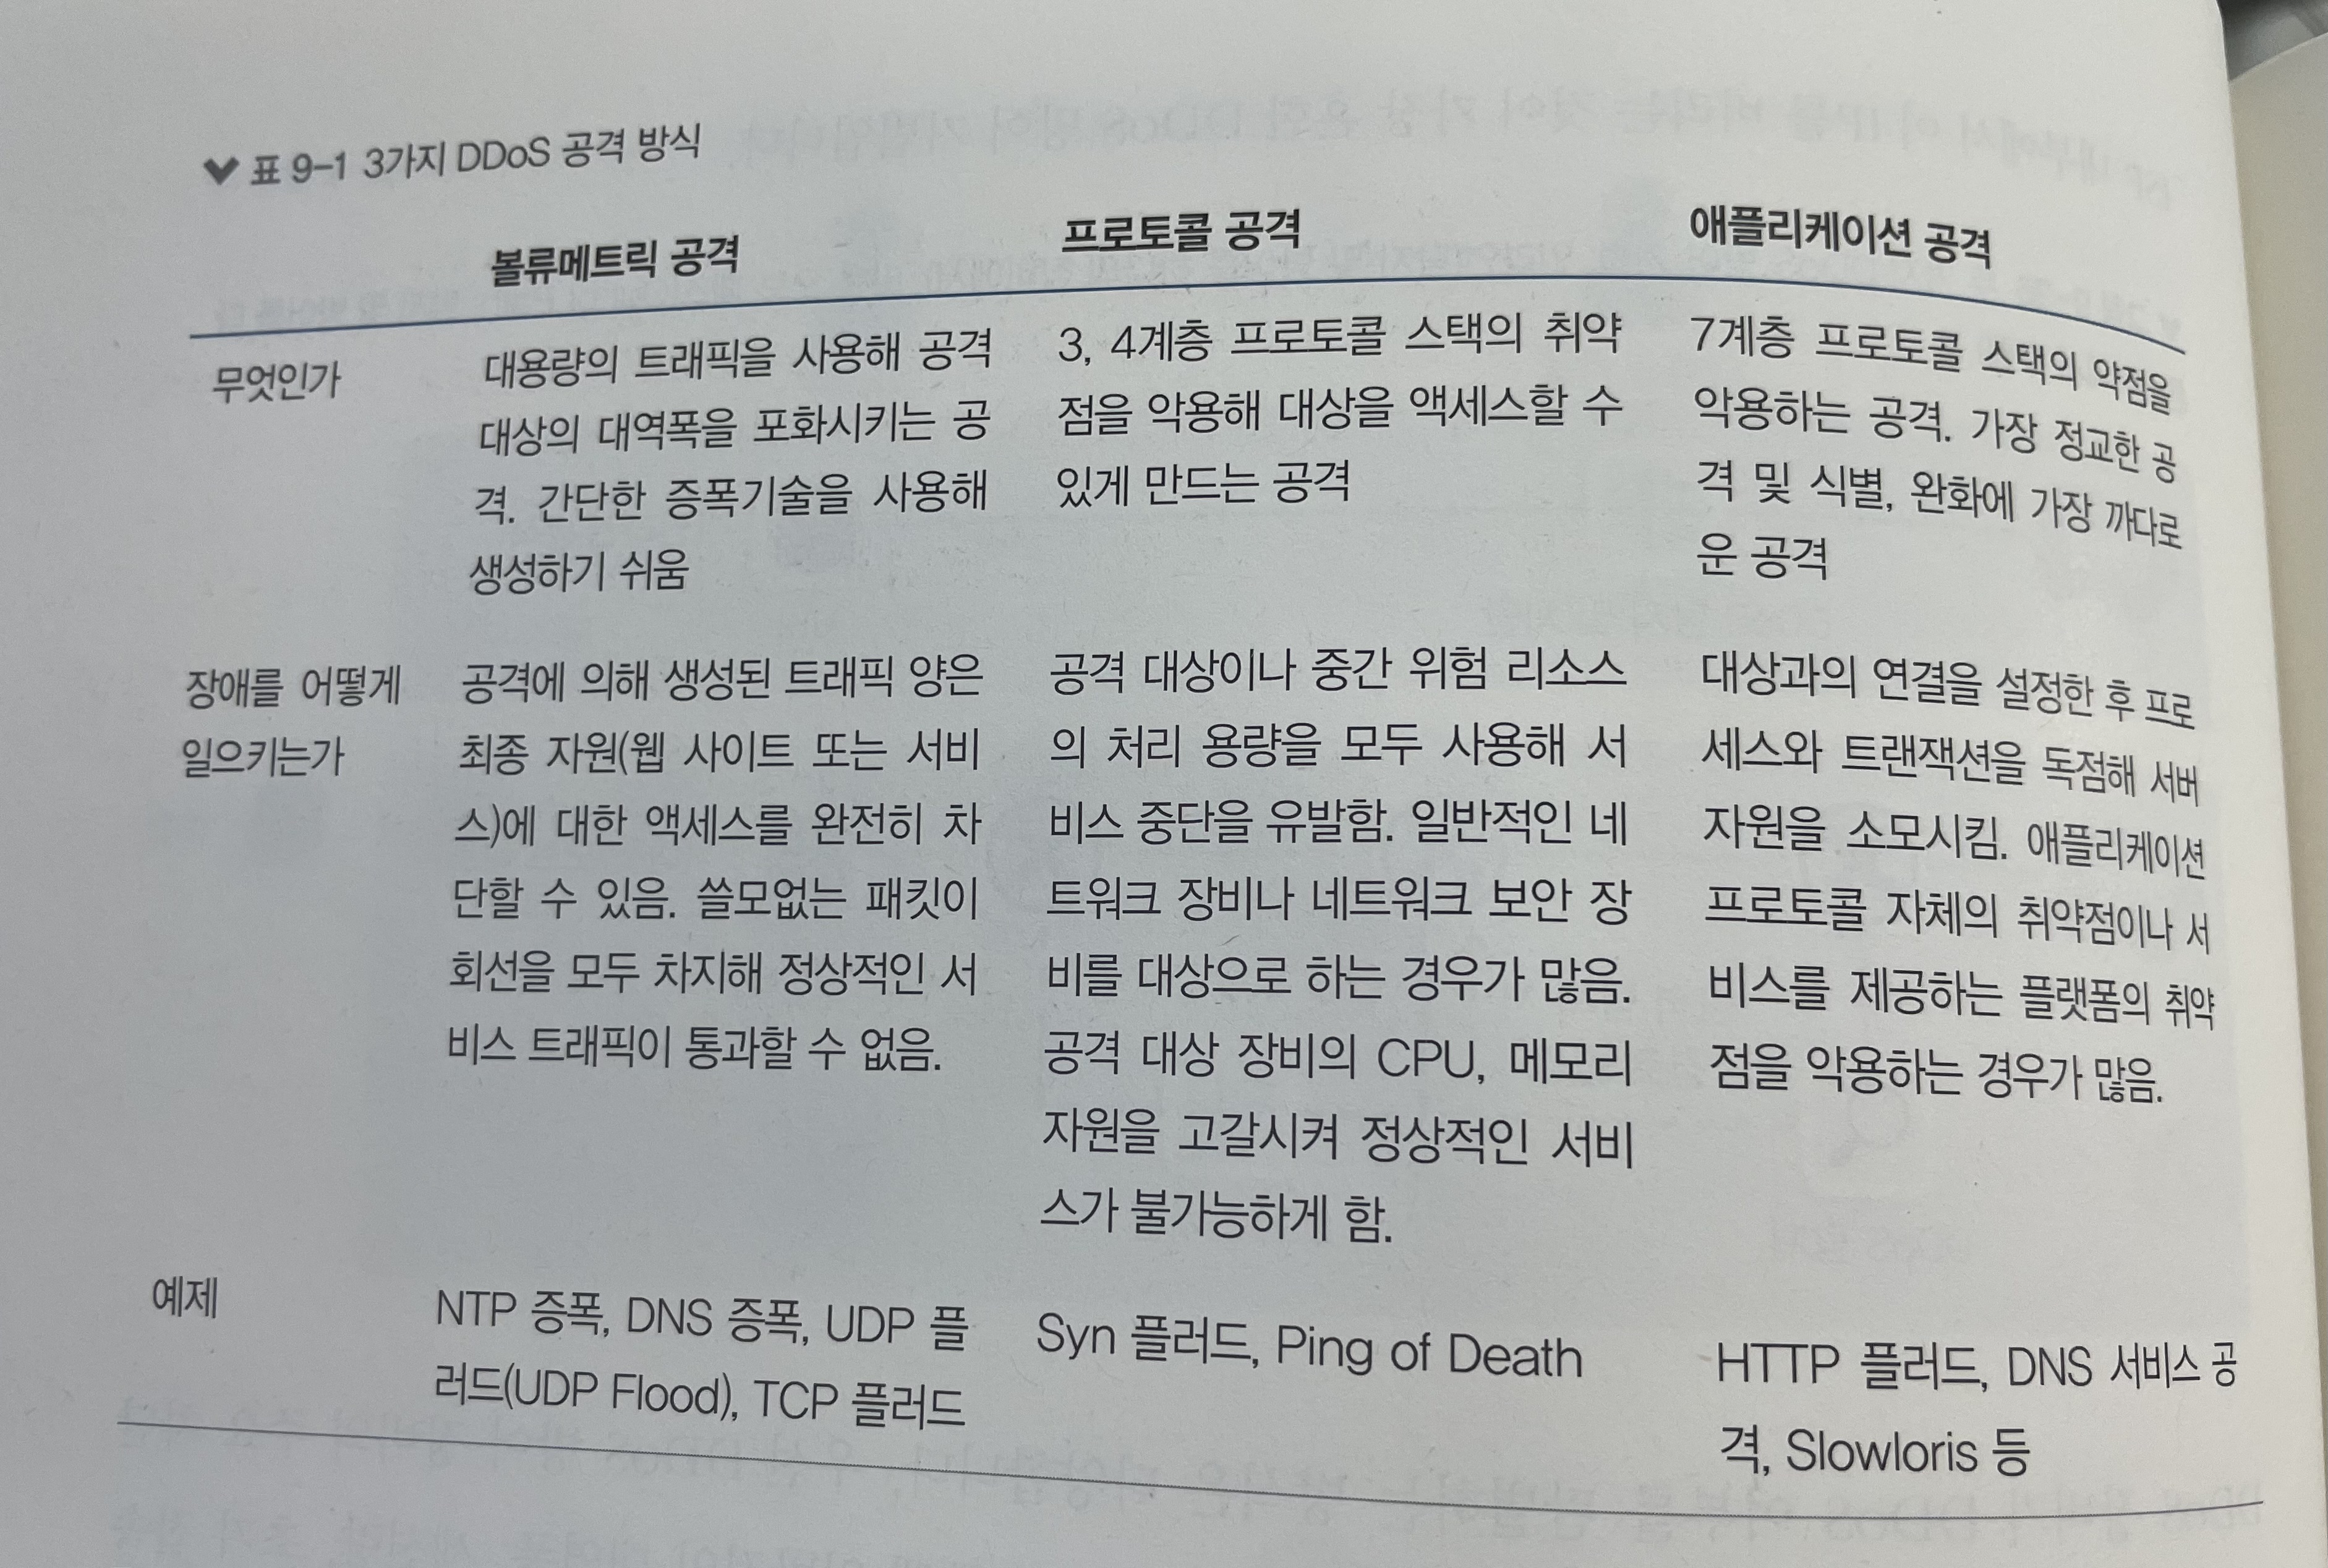 표 9-1 3가지 DDoS 공격 방식
볼류메트릭 공격
프로토콜 공격
애플리케이션 공격
무엇인가
대용량의 트래픽을 사용해 공격
대상의 대역폭을 포화시키는 공
격. 간단한 증폭기술을 사용해
생성하기 쉬움
3, 4계층 프로토콜 스택의 취약
점을 악용해 대상을 액세스할 수
있게 만드는 공격
7계층 프로토콜 스택의 약점을
악용하는 공격. 가장 정교한 공
격 및 식별, 완화에 가장 까다로
운 공격
장애를 어떻게
일으키는가
공격에 의해 생성된 트래픽 양은
최종 자원(웹 사이트 또는 서비
스)에 대한 액세스를 완전히 차
단할 수 있음. 쓸모없는 패킷이
회선을 모두 차지해 정상적인 서
비스 트래픽이 통과할 수 없음.
공격 대상이나 중간 위험 리소스
의 처리 용량을 모두 사용해 서
비스 중단을 유발함. 일반적인 네
트워크 장비나 네트워크 보안 장
비를 대상으로 하는 경우가 많음.
공격 대상 장비의 CPU, 메모리
자원을 고갈시켜 정상적인 서비
스가 불가능하게 함.
대상과의 연결을 설정한 후 프로
세스와 트랜잭션을 독점해 서버
자원을 소모시킴. 애플리케이션
프로토콜 자체의 취약점이나 서
비스를 제공하는 플랫폼의 취약
점을 악용하는 경우가 많음.
예제
NTP 증폭, DNS 증폭, UDP 플
러드(UDP Flood), TCP 플러드
Syn 플러드, Ping of Death
HTTP 플러드, DNS 서비스 공
격, Slowloris 등